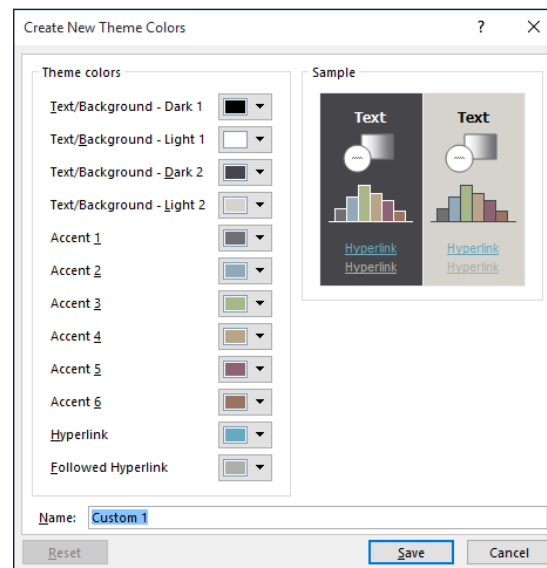 Create New Theme Colors
?
Theme colors
Text/Background - Dark 1
Text/Background - Light 1
Text/Background - Dark 2
Text/Background - Light 2
Accent 1
Accent 2
Accent 3
Accent 4
Accent 5
Accent 6
Hyperlink
Followed Hyperlink
Sample
Text Text
Hyperlink Hyperlink
Hyperlink Hyperlink
Name: Custom 1
Reset Save Cancel